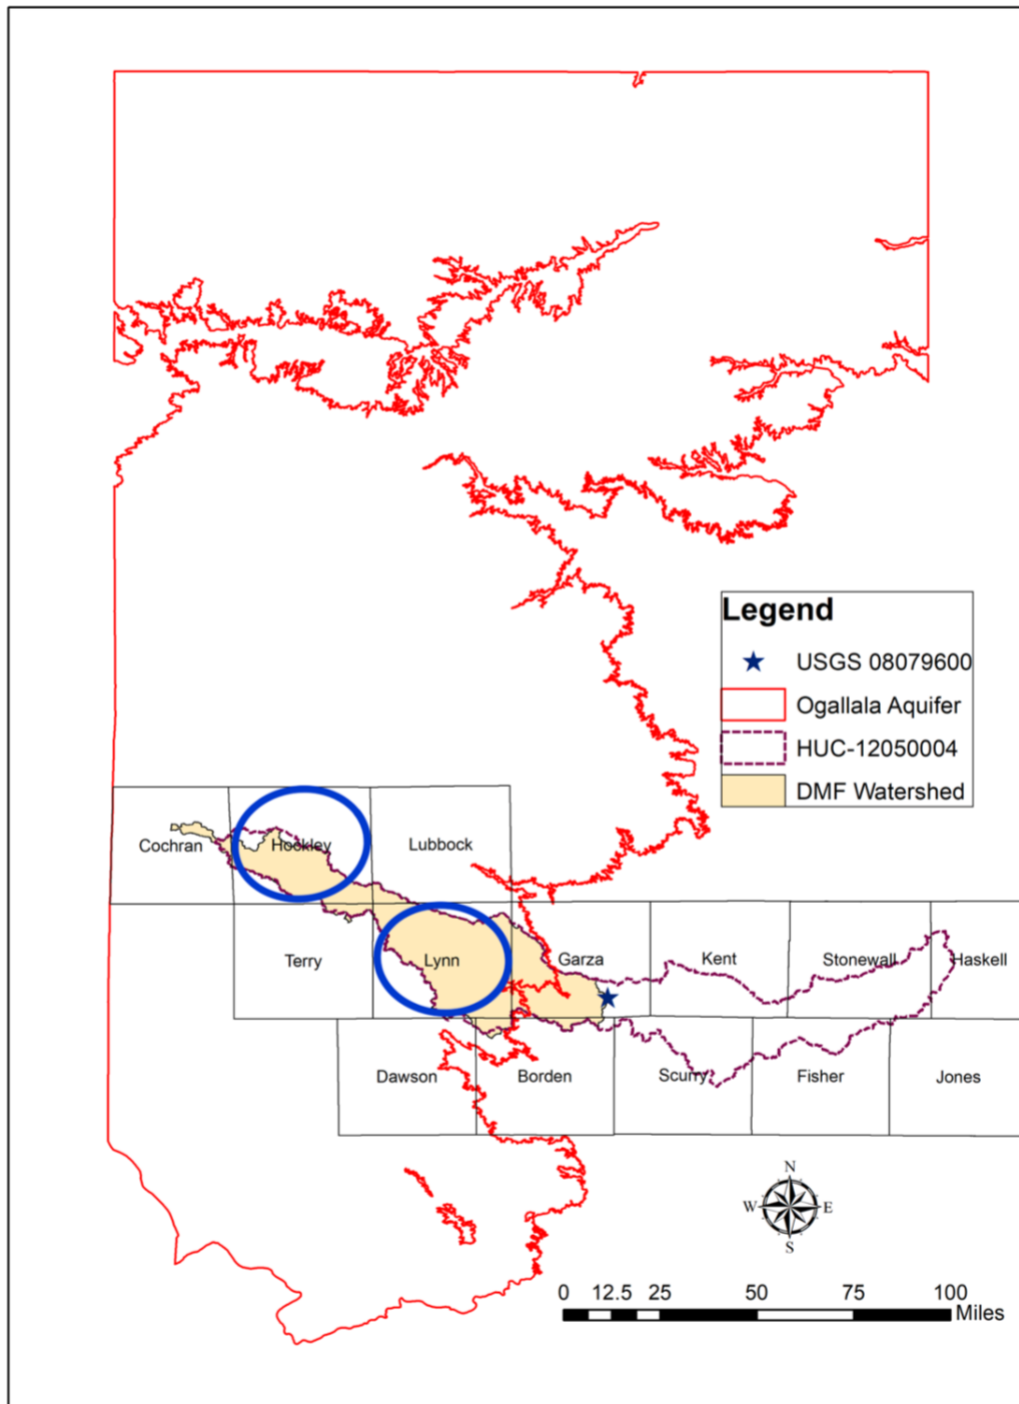 Legend
USGS 08079600
Ogallala Aquifer
HUC-12050004
DMF Watershed
Cochran
Hockley
Lubbock
Terry
Lynn
Garza
Kent
Stonewall
Haskell
Dawson
Borden
Scurry
Fisher
Jones
N
W E
S
0 12.5 25 50 75 100
Miles